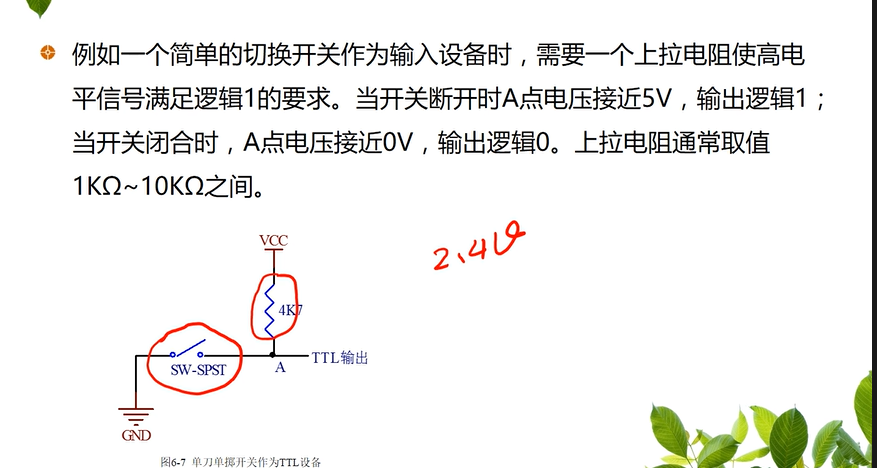 例如一个简单的切换开关作为输入设备时，需要一个上拉电阻使高电
平信号满足逻辑1的要求。当开关断开时A点电压接近5V，输出逻辑1；
当开关闭合时，A点电压接近0V，输出逻辑0。上拉电阻通常取值
1KΩ~10KΩ之间。
VCC
2.4V
4K7
TTL输出
SW-SPST
A
GND
图6-7 单刀单掷开关作为TTL设备